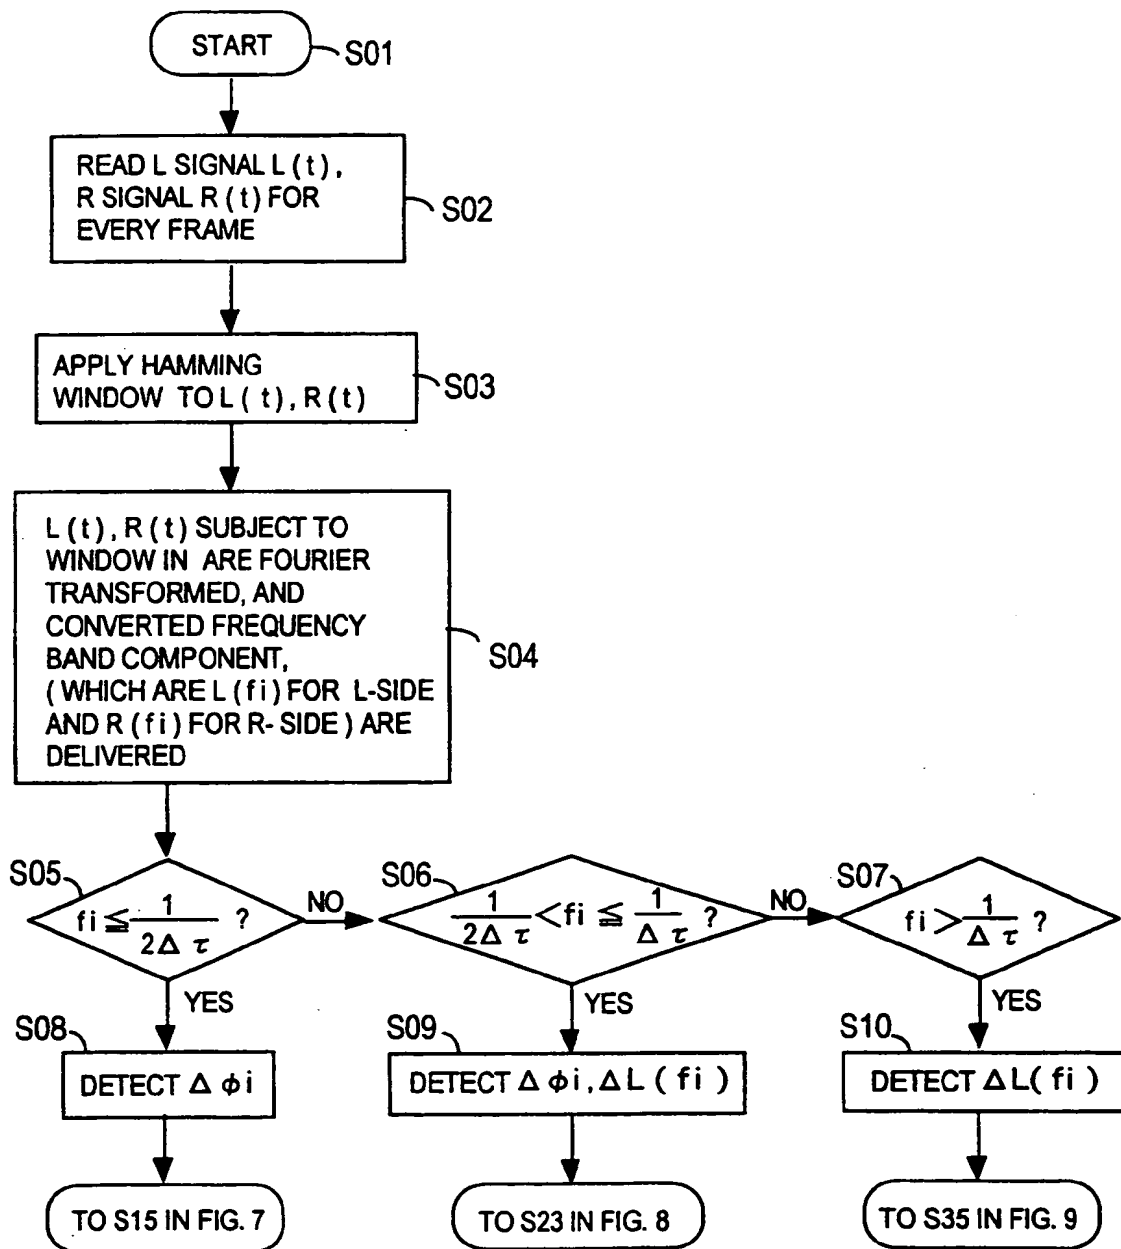 START
S01
READ L SIGNAL L(t),
R SIGNAL R(t) FOR
EVERY FRAME
S02
APPLY HAMMING
WINDOW TO L(t), R(t)
S03
L(t), R(t) SUBJECT TO
WINDOW IN ARE FOURIER
TRANSFORMED, AND
CONVERTED FREQUENCY
BAND COMPONENT,
(WHICH ARE L(fi) FOR L-SIDE
AND R(fi) FOR R-SIDE) ARE
DELIVERED
S04
S05
fi ≦ 1/2Δτ ?
NO
YES
S06
1/2Δτ < fi ≦ 1/Δτ ?
NO
YES
S07
fi > 1/Δτ ?
YES
S08
DETECT Δφi
S09
DETECT Δφi, ΔL(fi)
S10
DETECT ΔL(fi)
TO S15 IN FIG. 7
TO S23 IN FIG. 8
TO S35 IN FIG. 9